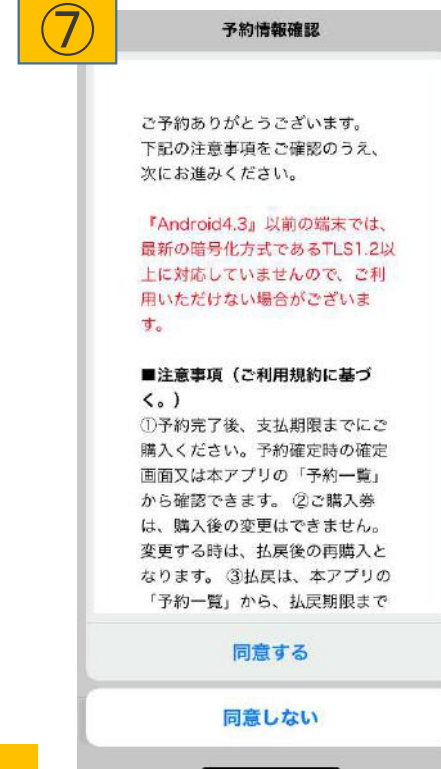 ⑦
予約情報確認
ご予約ありがとうございます。
下記の注意事項をご確認のうえ、
次にお進みください。
『Android4.3』以前の端末では、
最新の暗号化方式であるTLS1.2以
上に対応していませんので、ご利
用いただけない場合がございま
す。
■注意事項（ご利用規約に基づ
く。）
①予約完了後、支払期限までにご
購入ください。予約確定時の確定
画面又は本アプリの「予約一覧」
から確認できます。 ②ご購入券
は、購入後の変更はできません。
変更する時は、払戻後の再購入と
なります。 ③払戻は、本アプリの
「予約一覧」から、払戻期限まで
同意する
同意しない